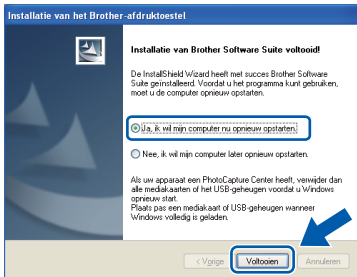 Installatie van het Brother-afdruktoestel
Installatie van Brother Software Suite voltooid!
De InstallShield Wizard heeft met succes Brother Software
Suite geïnstalleerd. Voordat u het programma kunt gebruiken,
moet u de computer opnieuw opstarten.
Ja, ik wil mijn computer nu opnieuw opstarten.
Nee, ik wil mijn computer later opnieuw opstarten.
Als uw apparaat een PhotoCapture Center heeft, verwijder dan
alle mediakaarten of het USB-geheugen voordat u Windows
opnieuw start.
Plaats pas een mediakaart of USB-geheugen wanneer
Windows volledig is geladen.
< Vorige
Voltooien
Annuleren